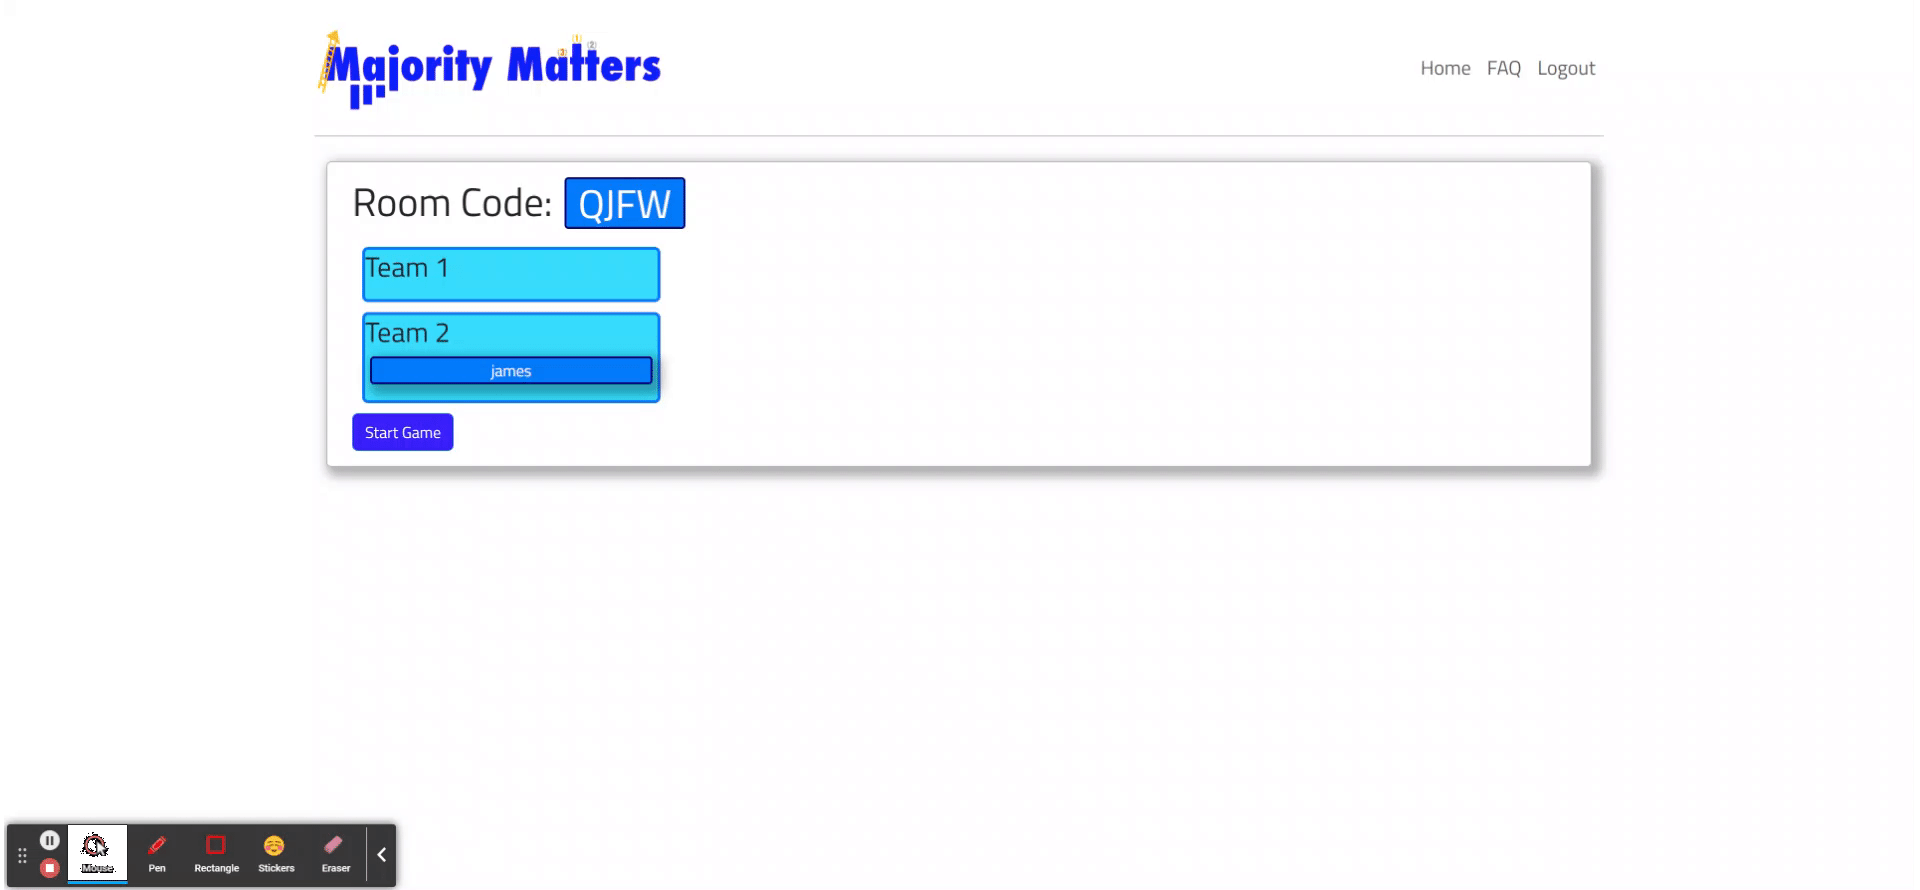 Majority Matters
Home FAQ Logout
Room Code: QJFW
Team 1
Team 2
james
Start Game
Mouse Pen Rectangle Stickers Eraser